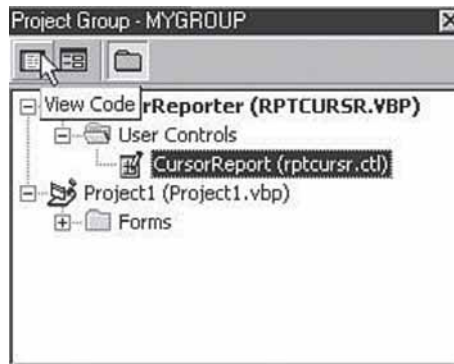 Project Group - MYGROUP
View Code
rReporter (RPTCURSR.VBP)
User Controls
CursorReport (rptcursr.ctl)
Project1 (Project1.vbp)
Forms